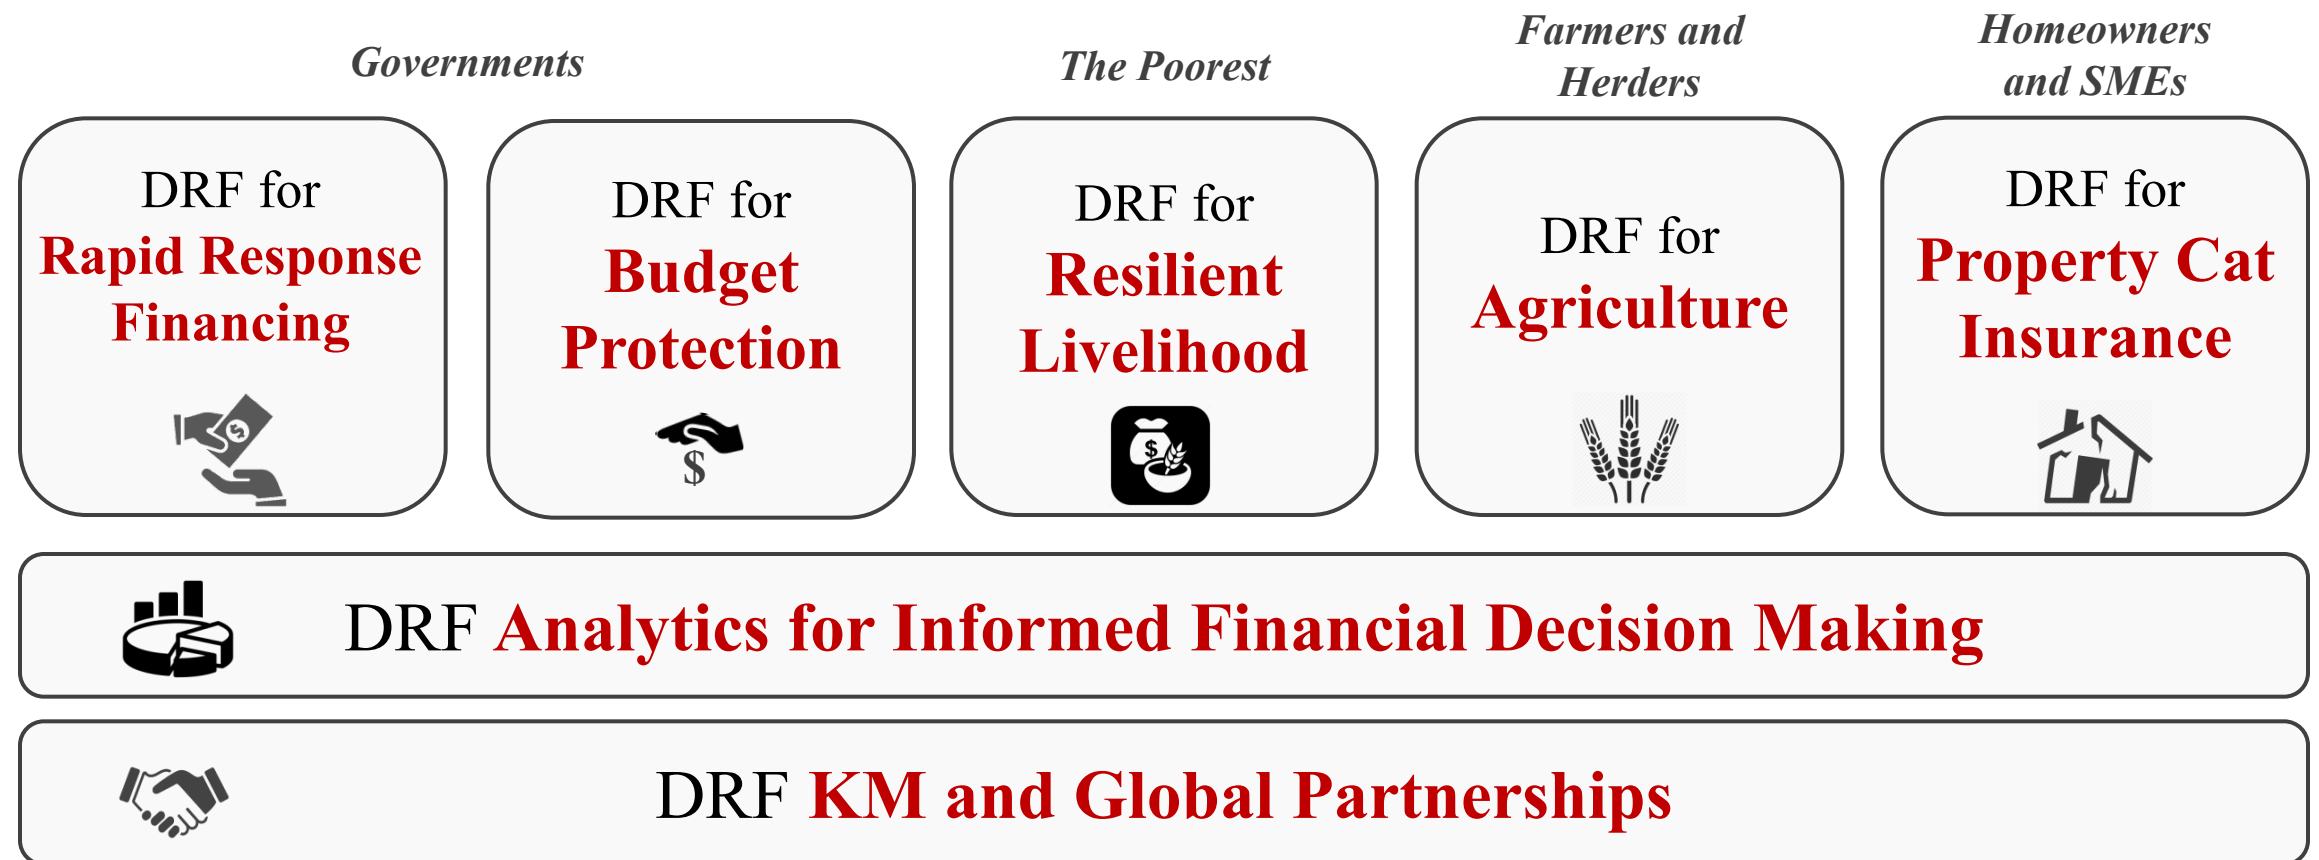 Governments
The Poorest
Farmers and
Herders
Homeowners
and SMEs
DRF for
Rapid Response
Financing
DRF for
Budget
Protection
$
DRF for
Resilient
Livelihood
$
DRF for
Agriculture
DRF for
Property Cat
Insurance
DRF Analytics for Informed Financial Decision Making
DRF KM and Global Partnerships